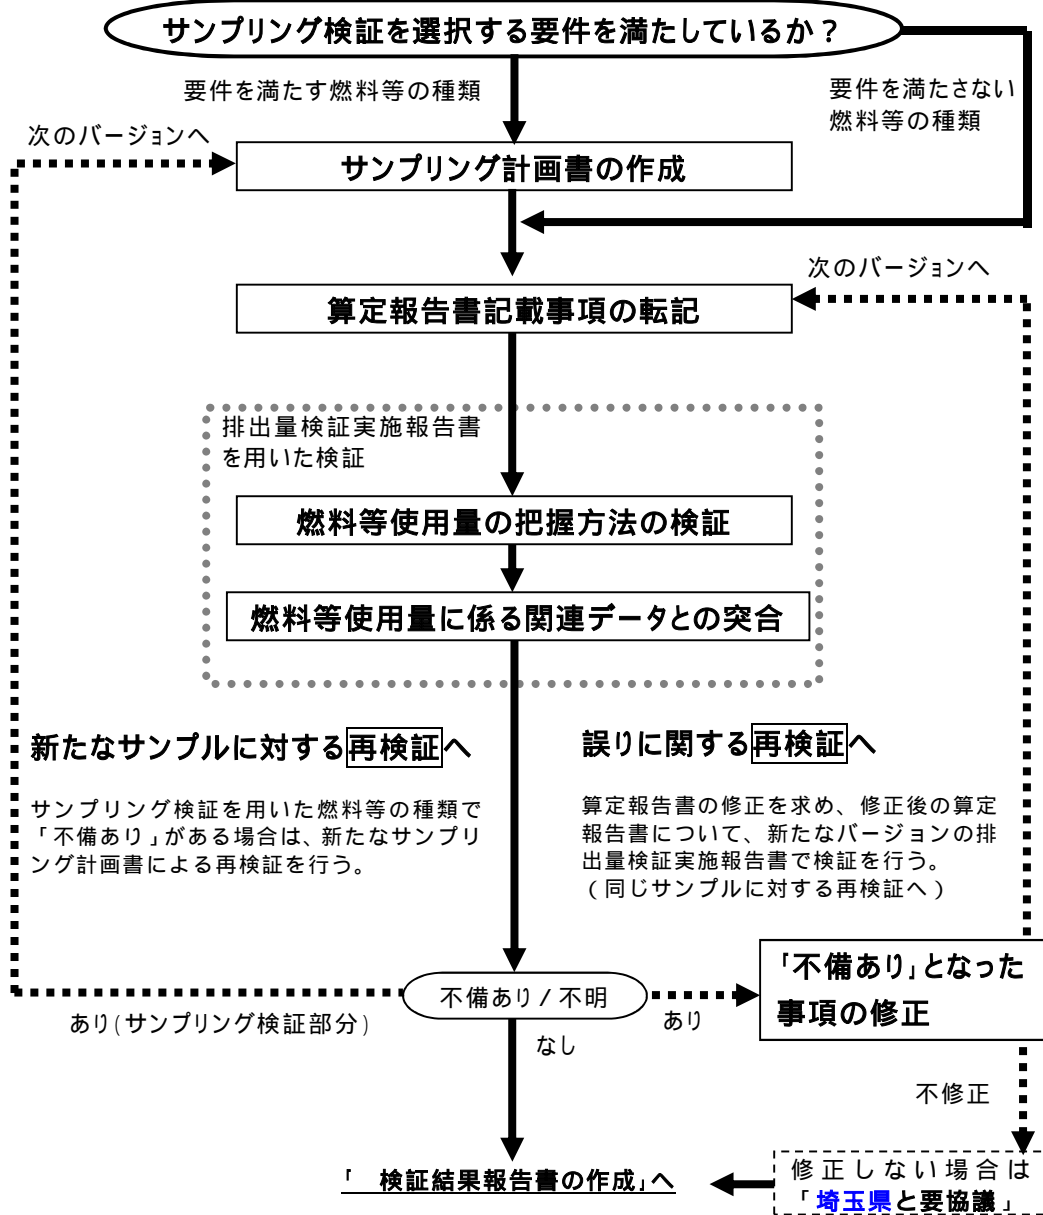 サンプリング検証を選択する要件を満たしているか？
要件を満たす燃料等の種類
要件を満たさない
燃料等の種類
次のバージョンへ
サンプリング計画書の作成
次のバージョンへ
算定報告書記載事項の転記
排出量検証実施報告書
を用いた検証
燃料等使用量の把握方法の検証
燃料等使用量に係る関連データとの突合
新たなサンプルに対する再検証へ
サンプリング検証を用いた燃料等の種類で
「不備あり」がある場合は、新たなサンプリ
ング計画書による再検証を行う。
誤りに関する再検証へ
算定報告書の修正を求め、修正後の算定
報告書について、新たなバージョンの排
出量検証実施報告書で検証を行う。
（同じサンプルに対する再検証へ）
不備あり／不明
あり(サンプリング検証部分)
あり
なし
「不備あり」となった
事項の修正
不修正
「　検証結果報告書の作成」へ
修正しない場合は
「埼玉県と要協議」